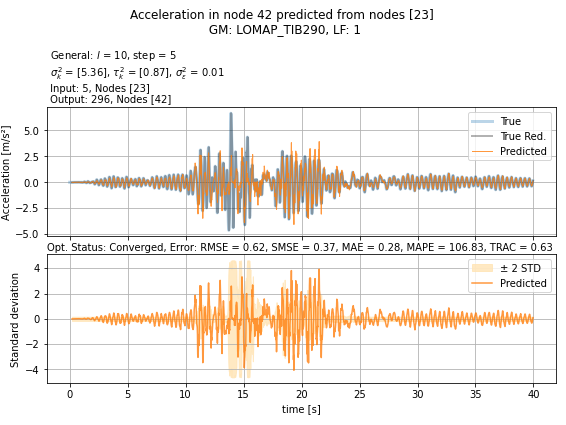 Acceleration in node 42 predicted from nodes [23]
GM: LOMAP_TIB290, LF: 1
General: l = 10, step = 5
σ²ₖ = [5.36], τ²ₖ = [0.87], σ²ε = 0.01
Input: 5, Nodes [23]
Output: 296, Nodes [42]
True
True Red.
Predicted
Acceleration [m/s²]
5.0
2.5
0.0
−2.5
−5.0
Opt. Status: Converged, Error: RMSE = 0.62, SMSE = 0.37, MAE = 0.28, MAPE = 106.83, TRAC = 0.63
± 2 STD
Predicted
Standard deviation
4
2
0
−2
−4
0 5 10 15 20 25 30 35 40
time [s]